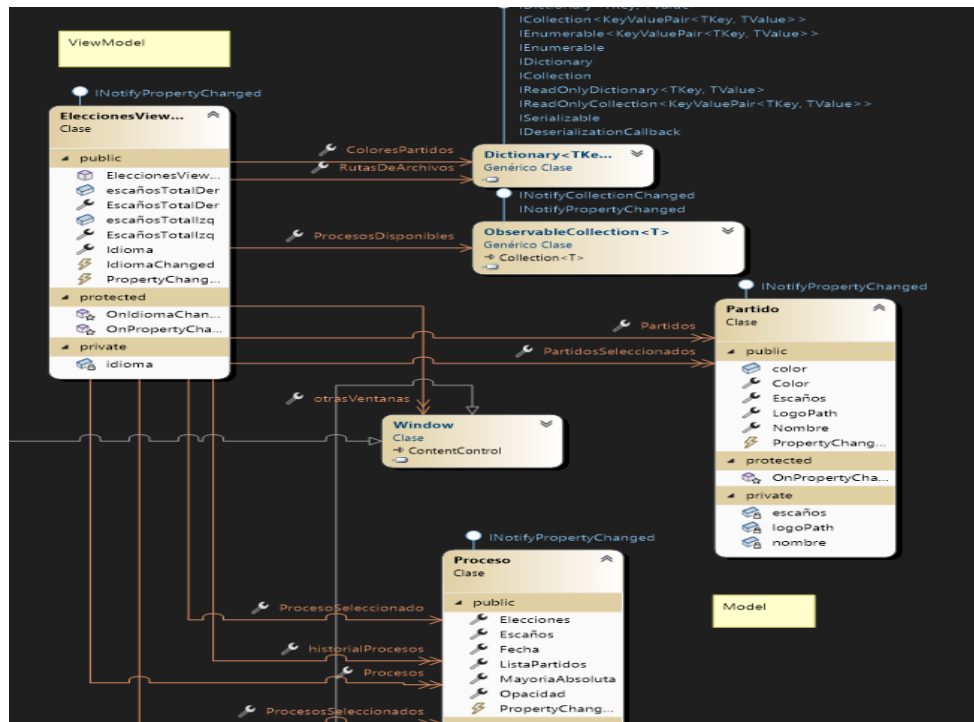 IDictionary<TKey, TValue>
ICollection<KeyValuePair<TKey, TValue>>
IEnumerable<KeyValuePair<TKey, TValue>>
IEnumerable
IDictionary
ICollection
IReadOnlyDictionary<TKey, TValue>
IReadOnlyCollection<KeyValuePair<TKey, TValue>>
ISerializable
IDeserializationCallback
ViewModel
INotifyPropertyChanged
EleccionesView...
Clase
public
EleccionesView...
escañosTotalDer
EscañosTotalDer
escañosTotalIzq
EscañosTotalIzq
Idioma
IdiomaChanged
PropertyChang...
protected
OnIdiomaChan...
OnPropertyCha...
private
idioma
ColoresPartidos
RutasDeArchivos
Dictionary<TKe...
Genérico Clase
INotifyCollectionChanged
INotifyPropertyChanged
ProcesosDisponibles
ObservableCollection<T>
Genérico Clase
Collection<T>
INotifyPropertyChanged
Partidos
PartidosSeleccionados
Partido
Clase
public
color
Color
Escaños
LogoPath
Nombre
PropertyChang...
protected
OnPropertyCha...
private
escaños
logoPath
nombre
otrasVentanas
Window
Clase
ContentControl
INotifyPropertyChanged
Proceso
Clase
public
Elecciones
Escaños
Fecha
ListaPartidos
MayoriaAbsoluta
Opacidad
PropertyChang...
ProcesoSeleccionado
historialProcesos
Procesos
ProcesosSeleccionados
Model